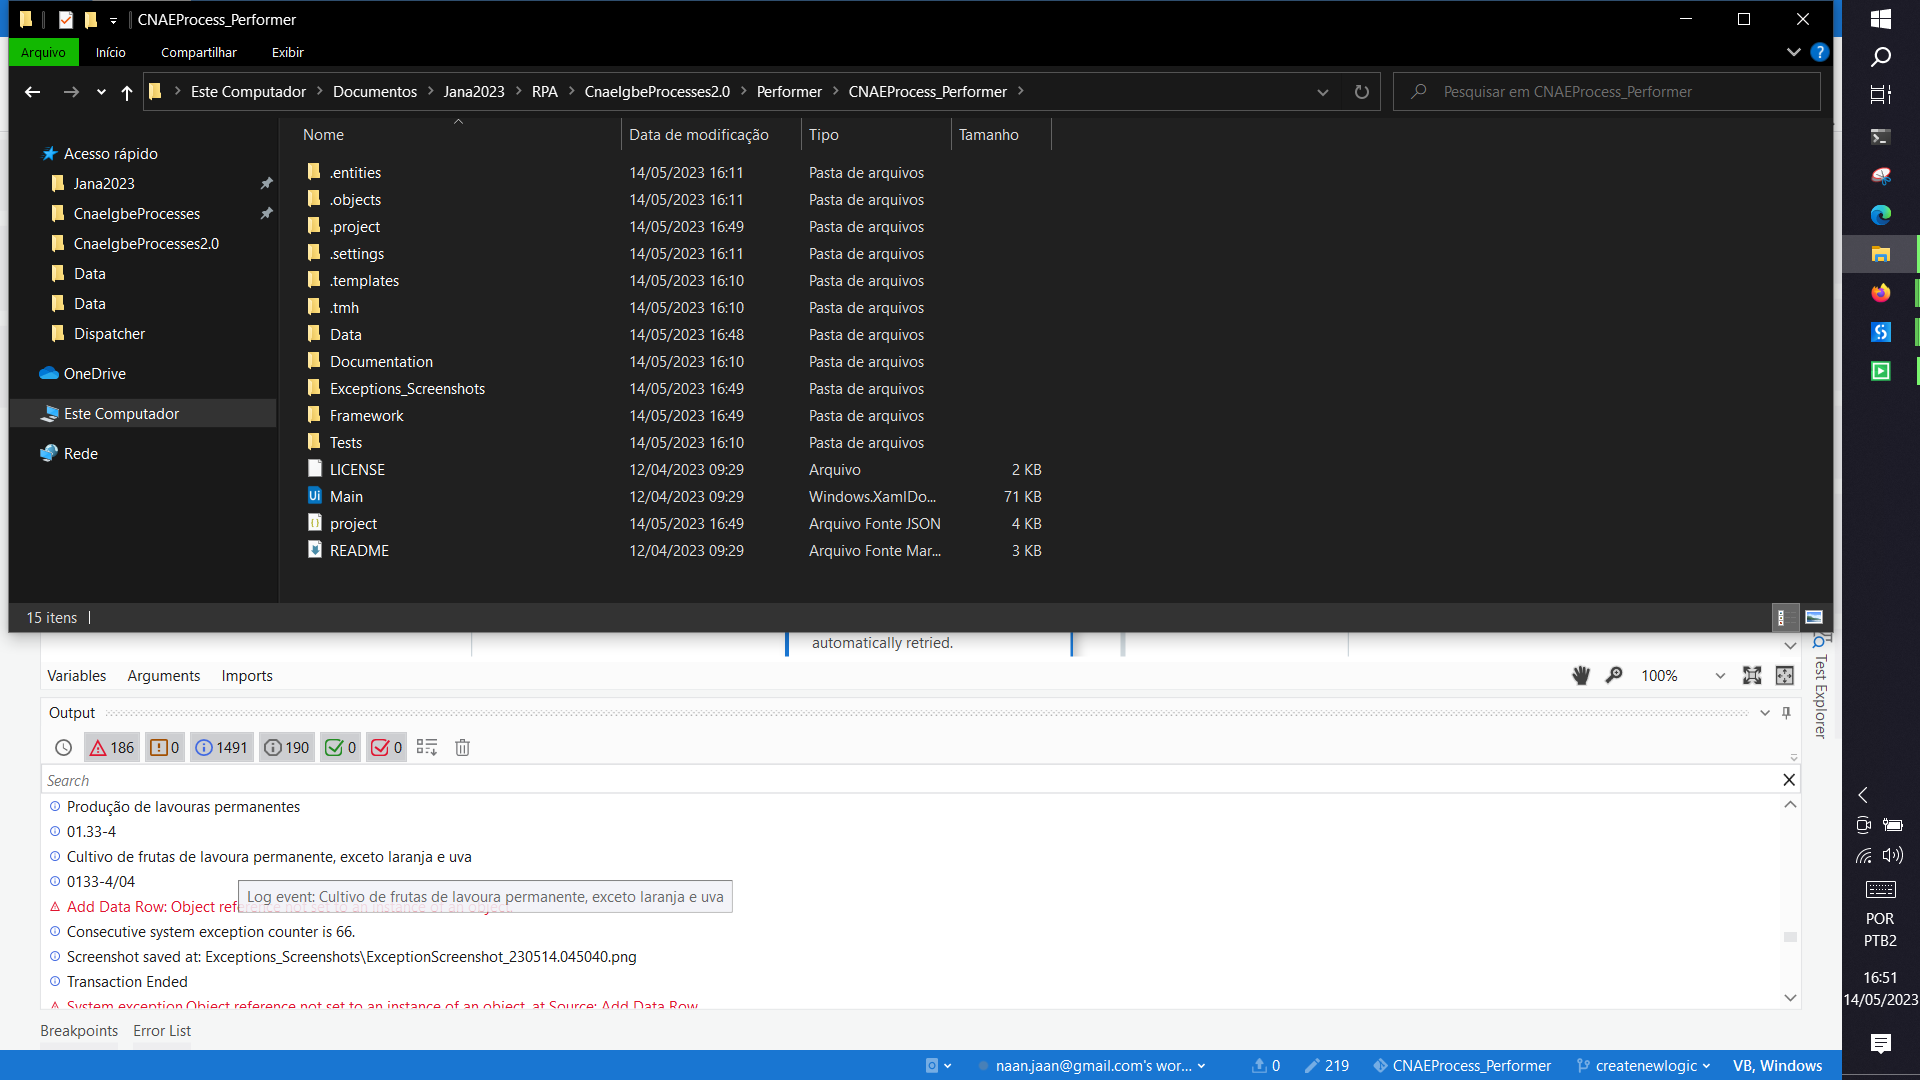 CNAEProcess_Performer
Arquivo Início Compartilhar Exibir
Este Computador Documentos Jana2023 RPA CnaeIgbeProcesses2.0 Performer CNAEProcess_Performer
Pesquisar em CNAEProcess_Performer
Acesso rápido
Jana2023
CnaeIgbeProcesses
CnaeIgbeProcesses2.0
Data
Data
Dispatcher
OneDrive
Este Computador
Rede
Nome Data de modificação Tipo Tamanho
.entities 14/05/2023 16:11 Pasta de arquivos
.objects 14/05/2023 16:11 Pasta de arquivos
.project 14/05/2023 16:49 Pasta de arquivos
.settings 14/05/2023 16:11 Pasta de arquivos
.templates 14/05/2023 16:10 Pasta de arquivos
.tmh 14/05/2023 16:10 Pasta de arquivos
Data 14/05/2023 16:48 Pasta de arquivos
Documentation 14/05/2023 16:10 Pasta de arquivos
Exceptions_Screenshots 14/05/2023 16:49 Pasta de arquivos
Framework 14/05/2023 16:49 Pasta de arquivos
Tests 14/05/2023 16:10 Pasta de arquivos
LICENSE 12/04/2023 09:29 Arquivo 2 KB
Main 12/04/2023 09:29 Windows.XamlDo... 71 KB
project 14/05/2023 16:49 Arquivo Fonte JSON 4 KB
README 12/04/2023 09:29 Arquivo Fonte Mar... 3 KB
15 itens
automatically retried.
Variables Arguments Imports
100%
Test Explorer
Output
186 0 1491 190 0 0
Search
Produção de lavouras permanentes
01.33-4
Cultivo de frutas de lavoura permanente, exceto laranja e uva
0133-4/04
Log event: Cultivo de frutas de lavoura permanente, exceto laranja e uva
Add Data Row: Object reference not set to an instance of an object.
Consecutive system exception counter is 66.
Screenshot saved at: Exceptions_Screenshots\ExceptionScreenshot_230514.045040.png
Transaction Ended
System exception.Object reference not set to an instance of an object. at Source: Add Data Row
Breakpoints Error List
naan.jaan@gmail.com's wor... 0 219 CNAEProcess_Performer createnewlogic VB, Windows
POR
PTB2
16:51
14/05/2023